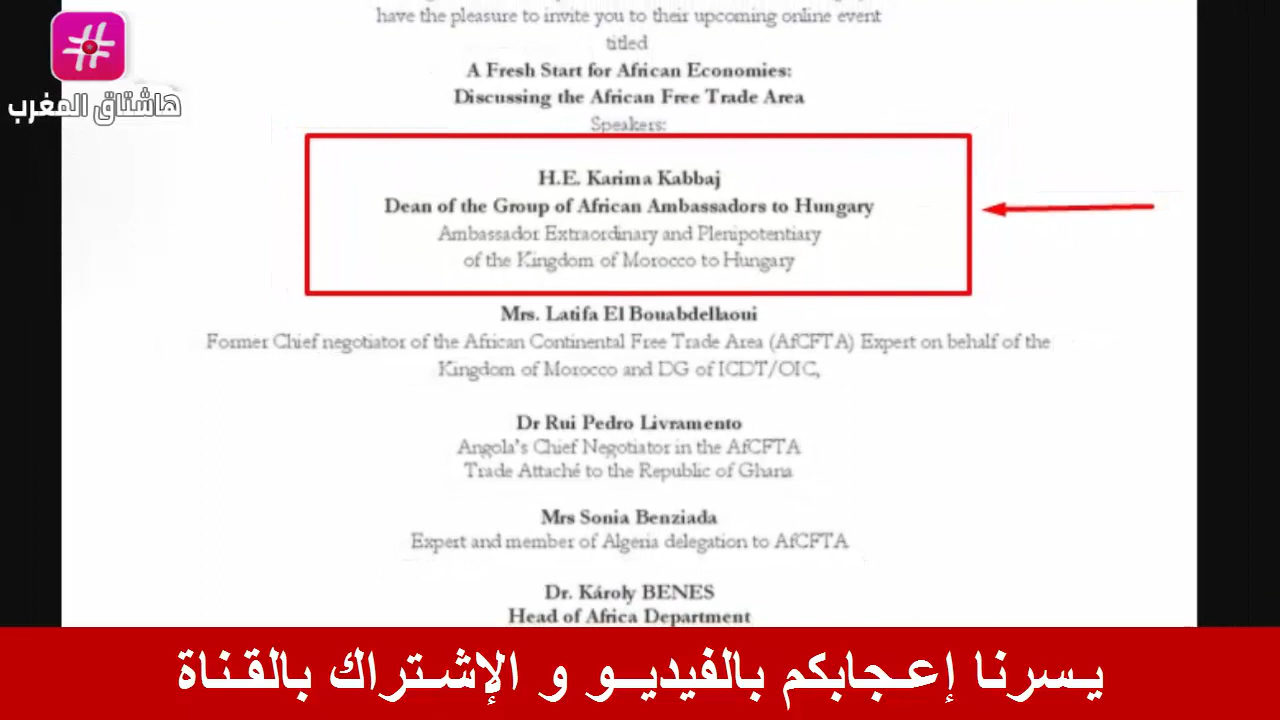 have the pleasure to invite you to their upcoming online event
titled
A Fresh Start for African Economies:
Discussing the African Free Trade Area
Speakers:
H.E. Karima Kabbaj
Dean of the Group of African Ambassadors to Hungary
Ambassador Extraordinary and Plenipotentiary
of the Kingdom of Morocco to Hungary
Mrs. Latifa El Bouabdellaoui
Former Chief negotiator of the African Continental Free Trade Area (AfCFTA) Expert on behalf of the
Kingdom of Morocco and DG of ICDT/OIC,
Dr Rui Pedro Livramento
Angola's Chief Negotiator in the AfCFTA
Trade Attaché to the Republic of Ghana
Mrs Sonia Benziada
Expert and member of Algeria delegation to AfCFTA
Dr. Károly BENES
Head of Africa Department
#
هاشتاق المغرب
يسرنا إعجابكم بالفيديو و الإشتراك بالقناة